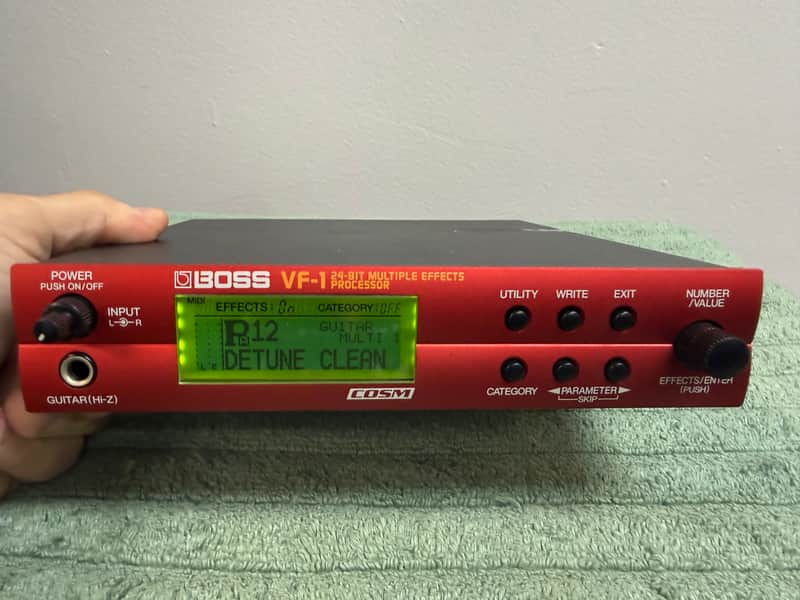 POWER
PUSH ON/OFF
INPUT
L R
GUITAR(Hi-Z)
BOSS VF-1 24-BIT MULTIPLE EFFECTS
PROCESSOR
MIDI EFFECTS:On CATEGORY:OFF
12 GUITAR
MULTI 1
DETUNE CLEAN
COSM
UTILITY WRITE EXIT
CATEGORY PARAMETER
SKIP
NUMBER
/VALUE
EFFECTS/ENTER
(PUSH)